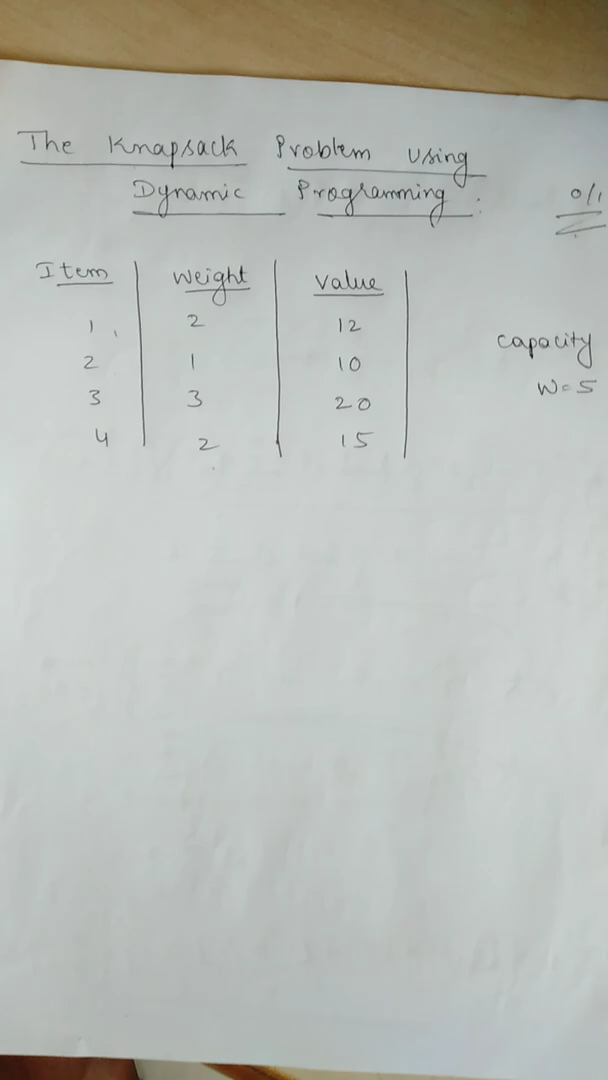 The Knapsack Problem using
Dynamic Programming :
0/1
Item Weight Value
1 2 12
2 1 10
3 3 20
4 2 15
Capacity
W=5